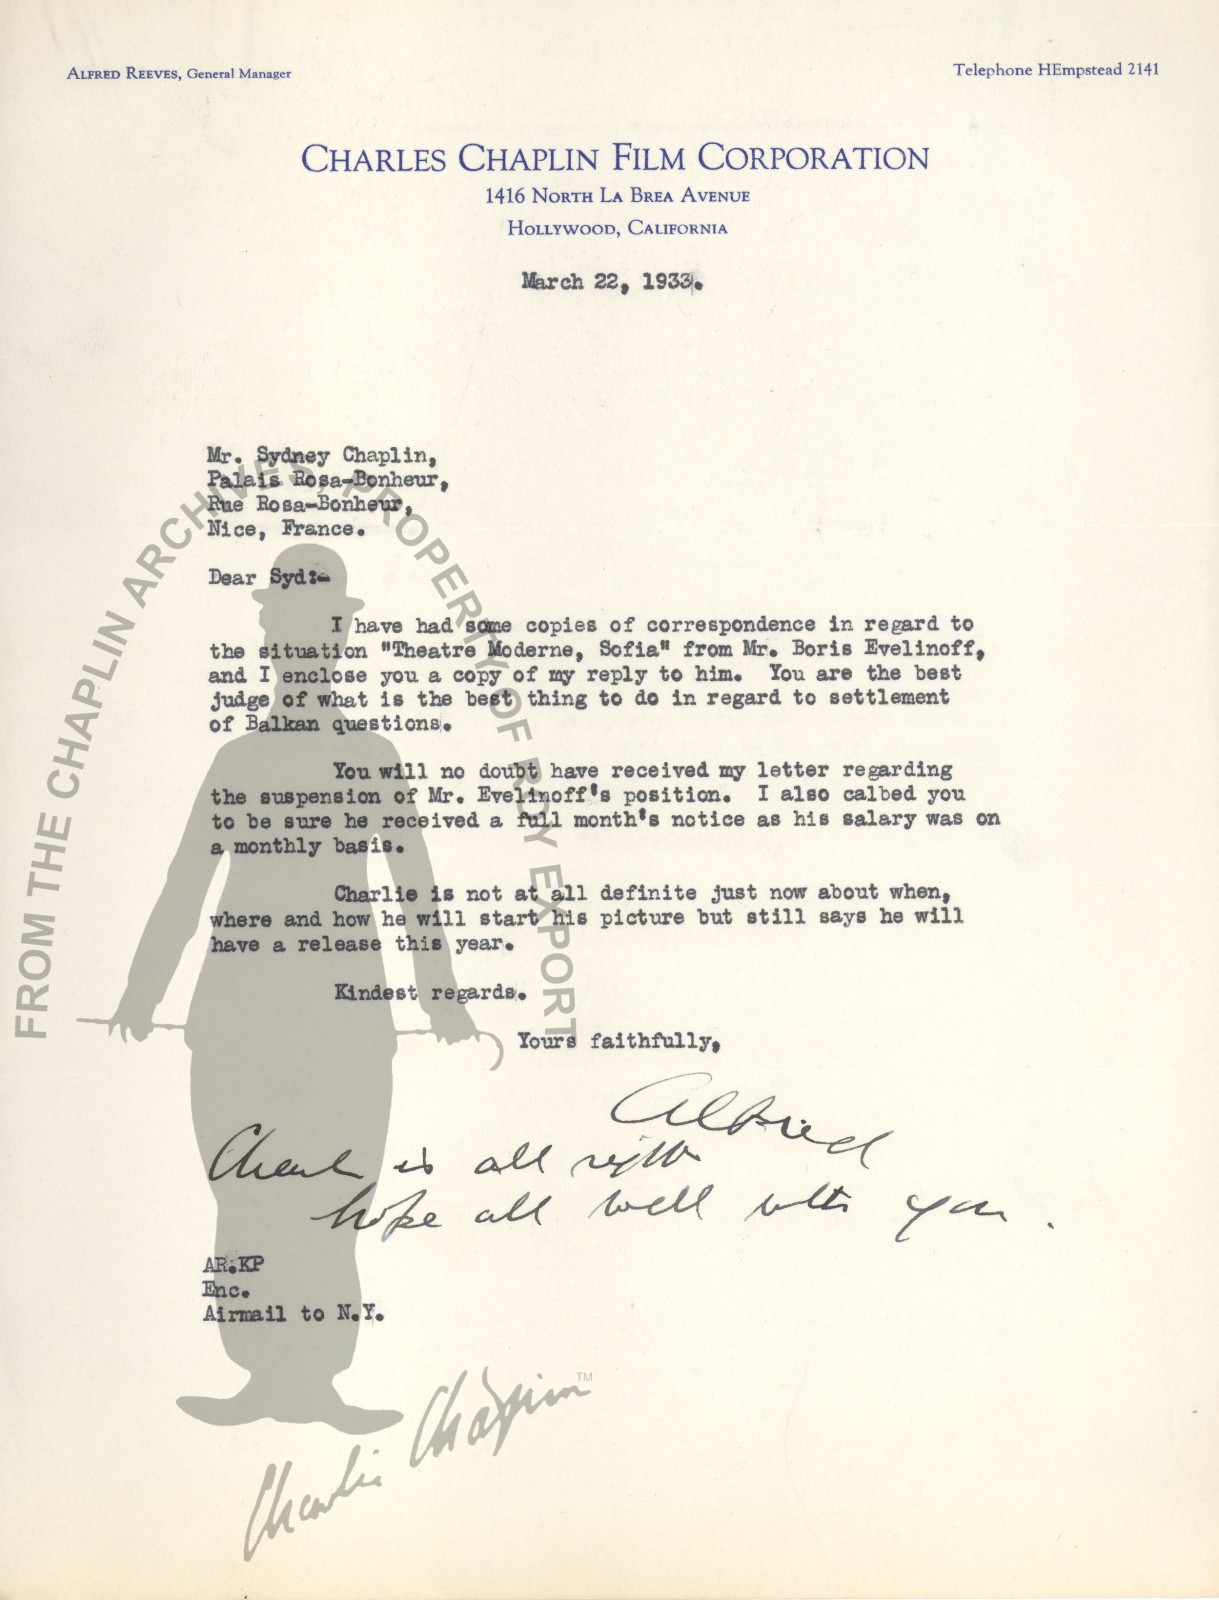 ALFRED REEVES, General Manager
Telephone HEmpstead 2141
CHARLES CHAPLIN FILM CORPORATION
1416 NORTH LA BREA AVENUE
HOLLYWOOD, CALIFORNIA
March 22, 1933.
Mr. Sydney Chaplin,
Palais Rosa-Bonheur,
Rue Rosa-Bonheur,
Nice, France.
Dear Syd:-
I have had some copies of correspondence in regard to
the situation "Theatre Moderne, Sofia" from Mr. Boris Evelinoff,
and I enclose you a copy of my reply to him. You are the best
judge of what is the best thing to do in regard to settlement
of Balkan questions.
You will no doubt have received my letter regarding
the suspension of Mr. Evelinoff's position. I also calbed you
to be sure he received a full month's notice as his salary was on
a monthly basis.
Charlie is not at all definite just now about when,
where and how he will start his picture but still says he will
have a release this year.
Kindest regards.
Yours faithfully,
Alfred
is all right
hope all well with you.
AR.KP
Enc.
Airmail to N.Y.
FROM THE CHAPLIN ARCHIVES, PROPERTY OF ROY EXPORT
Charlie Chaplin™